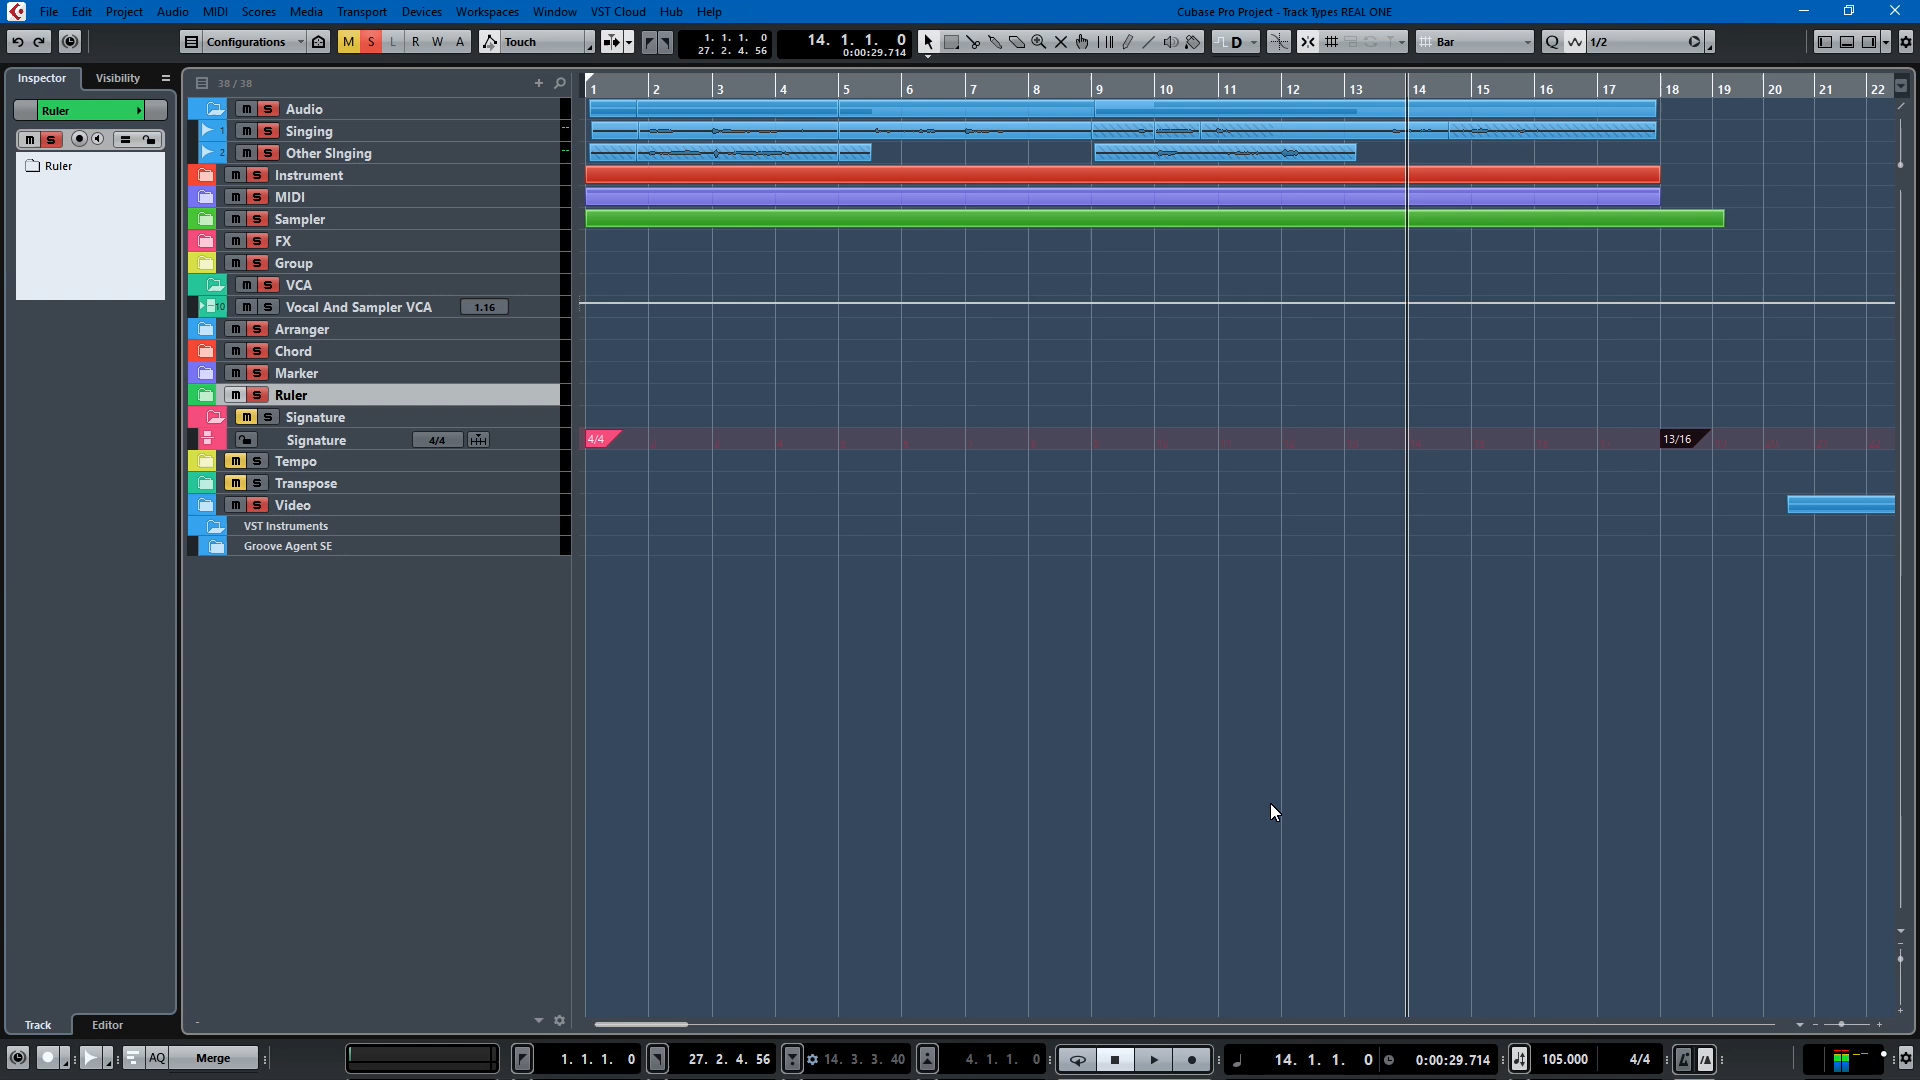 File Edit Project Audio MIDI Scores Media Transport Devices Workspaces Window VST Cloud Hub Help
Cubase Pro Project - Track Types REAL ONE
Configurations M S L R W A Touch
1. 1. 1. 0
27. 2. 4. 56
14. 1. 1. 0
0:00:29.714
D Bar Q 1/2
Inspector Visibility
38 / 38
1 2 3 4 5 6 7 8 9 10 11 12 13 14 15 16 17 18 19 20 21 22
Ruler
m s
Ruler
m s Audio
1 m s Singing
2 m s Other SInging
m s Instrument
m s MIDI
m s Sampler
m s FX
m s Group
m s VCA
10 m s Vocal And Sampler VCA 1.16
m s Arranger
m s Chord
m s Marker
m s Ruler
m s Signature
Signature 4/4
4/4 13/16
m s Tempo
m s Transpose
m s Video
VST Instruments
Groove Agent SE
Track Editor
AQ Merge
1. 1. 1. 0
27. 2. 4. 56
14. 3. 3. 40
4. 1. 1. 0
14. 1. 1. 0
0:00:29.714
105.000
4/4